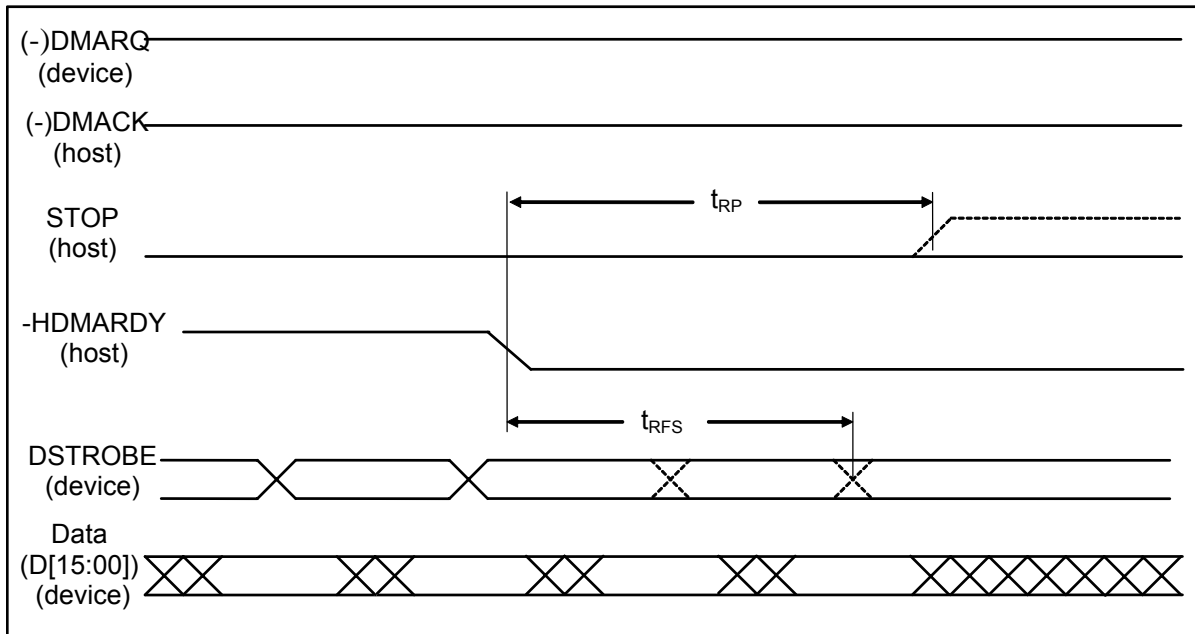 (-)DMARQ
(device)
(-)DMACK
(host)
STOP
(host)
tRP
-HDMARDY
(host)
tRFS
DSTROBE
(device)
Data
(D[15:00])
(device)